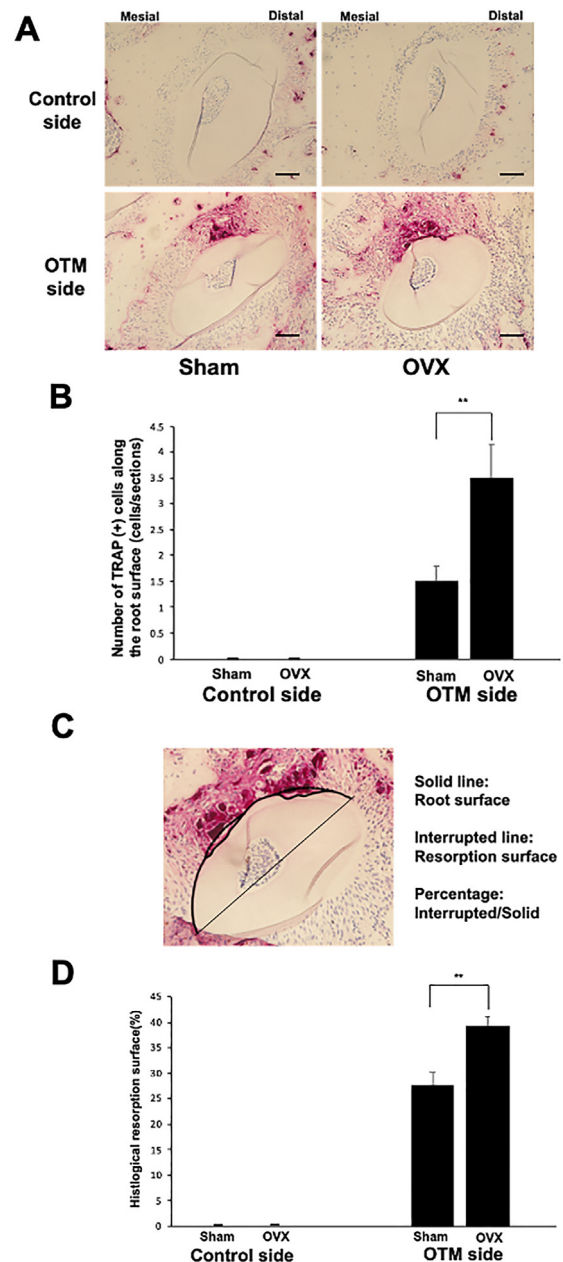 A
Mesial Distal Mesial Distal
Control
side
OTM
side
Sham OVX
B
**
Number of TRAP (+) cells along
the root surface (cells/sections)
4.5
4
3.5
3
2.5
2
1.5
1
0.5
0
Sham OVX Sham OVX
Control side OTM side
C
Solid line:
Root surface
Interrupted line:
Resorption surface
Percentage:
Interrupted/Solid
D
**
Histlogical resorption surface(%)
45
40
35
30
25
20
15
10
5
0
Sham OVX Sham OVX
Control side OTM side